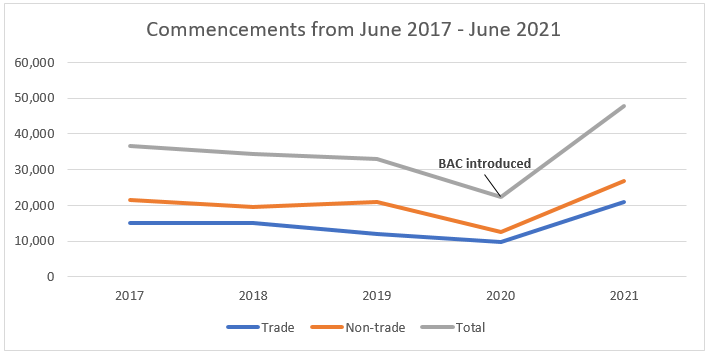 Commencements from June 2017 - June 2021
60,000
50,000
40,000
30,000
20,000
10,000
0
BAC introduced
2017 2018 2019 2020 2021
Trade Non-trade Total